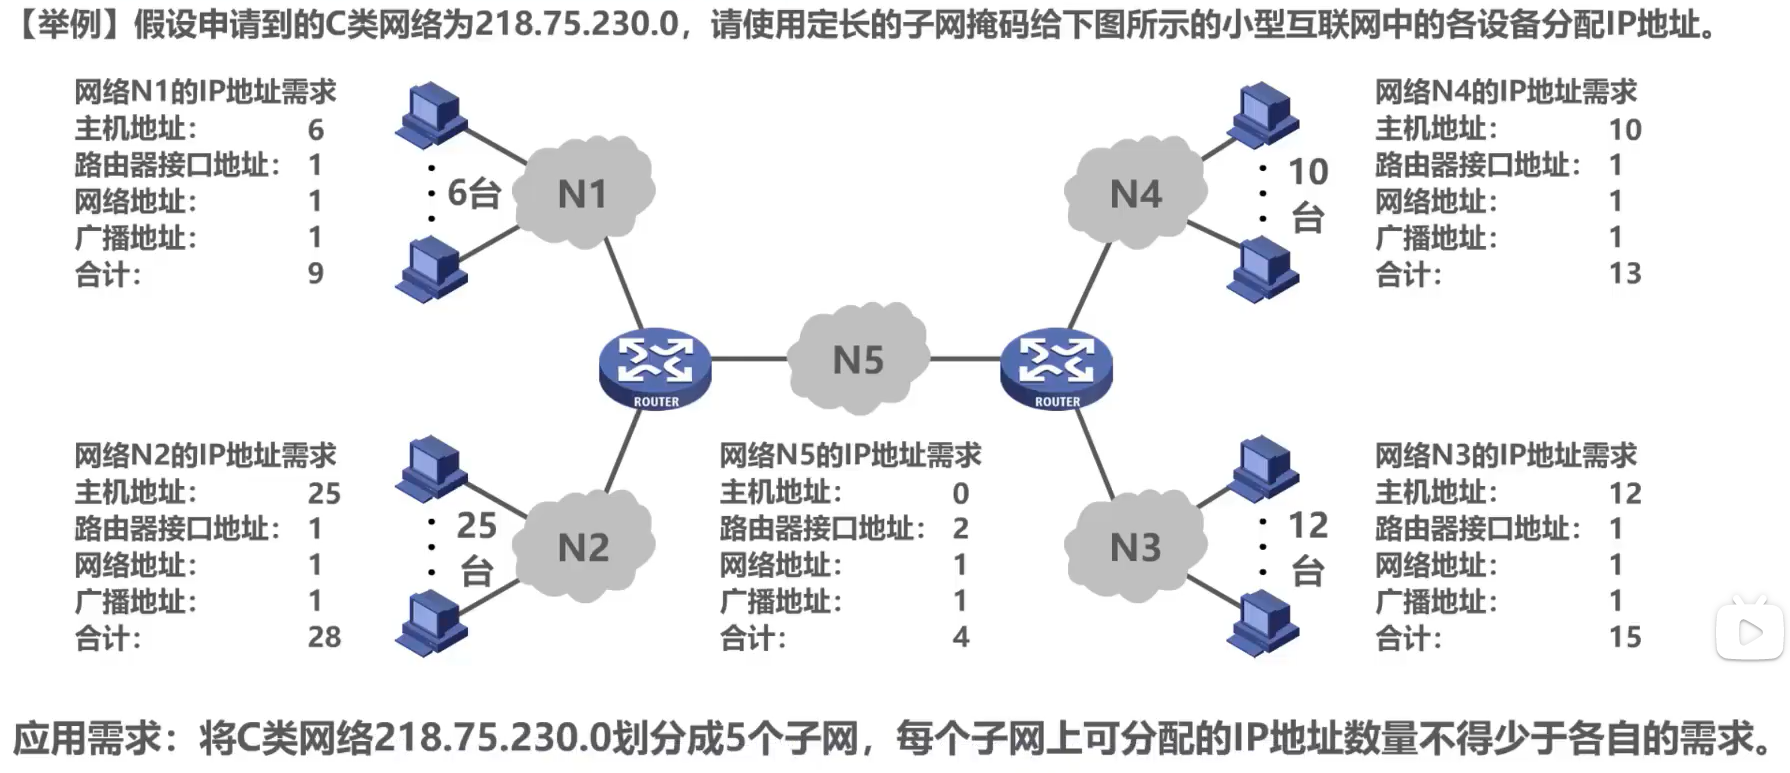 【举例】假设申请到的C类网络为218.75.230.0，请使用定长的子网掩码给下图所示的小型互联网中的各设备分配IP地址。
网络N1的IP地址需求
主机地址： 6
路由器接口地址： 1
网络地址： 1
广播地址： 1
合计： 9
6台
N1
N4
10
台
网络N4的IP地址需求
主机地址： 10
路由器接口地址： 1
网络地址： 1
广播地址： 1
合计： 13
ROUTER
N5
ROUTER
网络N2的IP地址需求
主机地址： 25
路由器接口地址： 1
网络地址： 1
广播地址： 1
合计： 28
25
台
N2
网络N5的IP地址需求
主机地址： 0
路由器接口地址： 2
网络地址： 1
广播地址： 1
合计： 4
N3
12
台
网络N3的IP地址需求
主机地址： 12
路由器接口地址： 1
网络地址： 1
广播地址： 1
合计： 15
应用需求：将C类网络218.75.230.0划分成5个子网，每个子网上可分配的IP地址数量不得少于各自的需求。